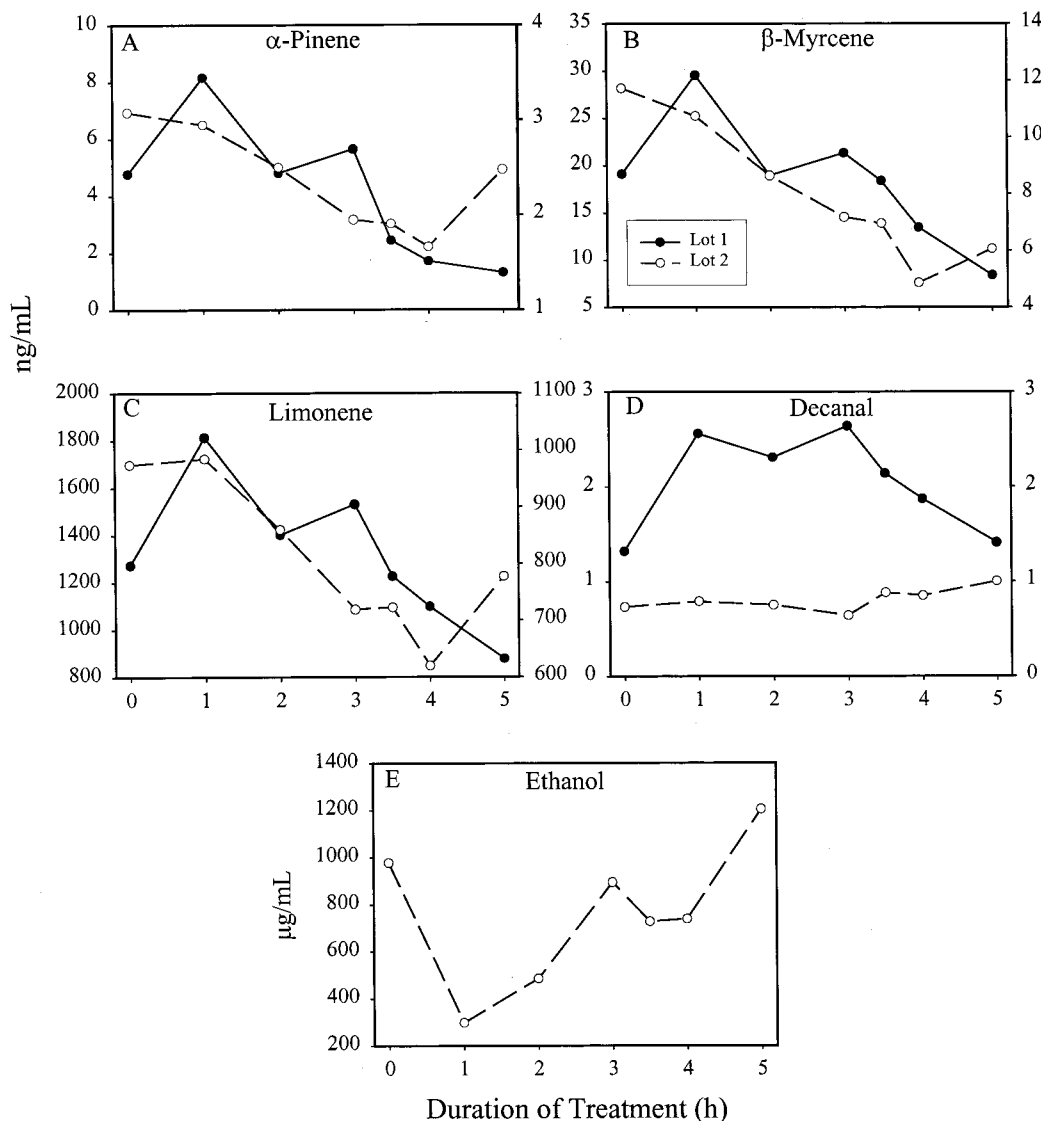 ng/mL
A
α-Pinene
10
8
6
4
2
0
4
3
2
1
B
β-Myrcene
35
30
25
20
15
10
5
14
12
10
8
6
4
Lot 1
Lot 2
C
Limonene
2000
1800
1600
1400
1200
1000
800
1100
1000
900
800
700
600
0 1 2 3 4 5
D
Decanal
3
2
1
0
3
2
1
0
0 1 2 3 4 5
E
Ethanol
μg/mL
1400
1200
1000
800
600
400
200
0 1 2 3 4 5
Duration of Treatment (h)